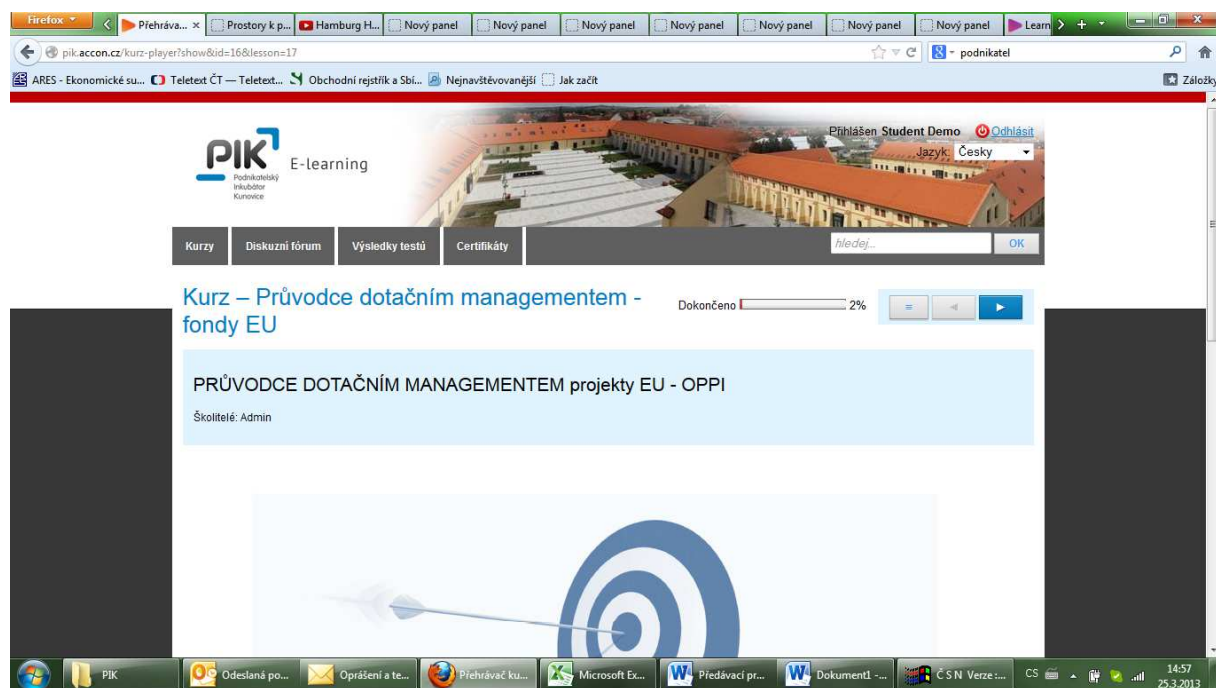 Firefox
Přehráva... ×
Prostory k p...
Hamburg H...
Nový panel
Nový panel
Nový panel
Nový panel
Nový panel
Nový panel
Nový panel
Learn
pik.accon.cz/kurz-player?show&id=16&lesson=17
podnikatel
ARES - Ekonomické su...
Teletext ČT — Teletext...
Obchodní rejstřík a Sbí...
Nejnavštěvovanější
Jak začít
Záložky
PIK
Podnikatelský
Inkubátor
Kunovice
E-learning
Přihlášen Student Demo Odhlásit
Jazyk: Česky
Kurzy Diskuzní fórum Výsledky testů Certifikáty
hledej... OK
Kurz – Průvodce dotačním managementem -
fondy EU
Dokončeno 2%
PRŮVODCE DOTAČNÍM MANAGEMENTEM projekty EU - OPPI
Školitelé: Admin
PIK
Odeslaná po...
Oprášení a te...
Přehrávač ku...
Microsoft Ex...
Předávací pr...
Dokument1 -...
Č S N Verze :...
CS
14:57
25.3.2013